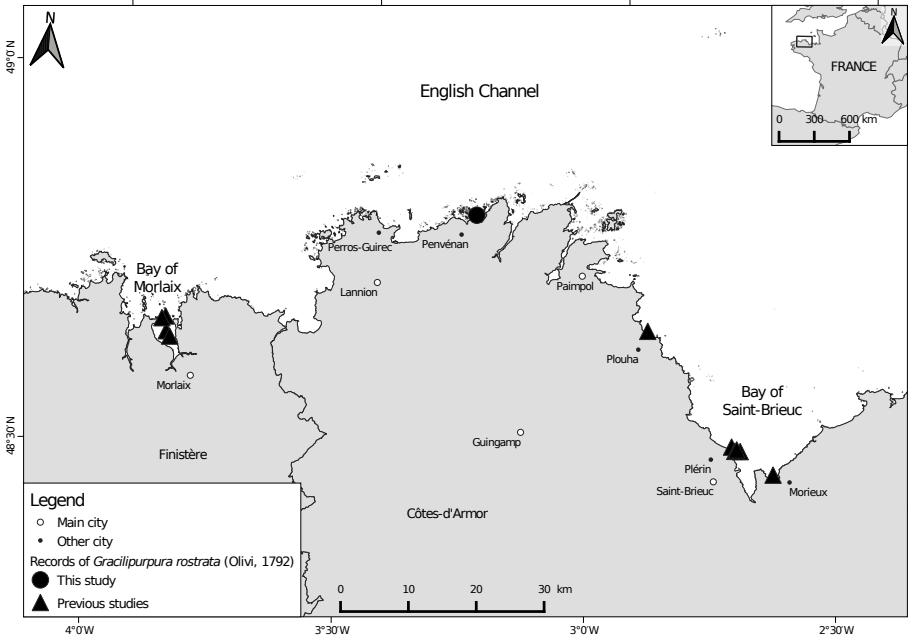 N
N
49°0'N
FRANCE
English Channel
0 300 600 km
Perros-Guirec
Penvénan
Bay of
Morlaix
Lannion
Paimpol
Plouha
Morlaix
Bay of
Saint-Brieuc
48°30'N
Guingamp
Finistère
Plérin
Saint-Brieuc
Morieux
Côtes-d'Armor
Legend
Main city
Other city
Records of Gracilipurpura rostrata (Olivi, 1792)
This study
Previous studies
0 10 20 30 km
4°0'W 3°30'W 3°0'W 2°30'W